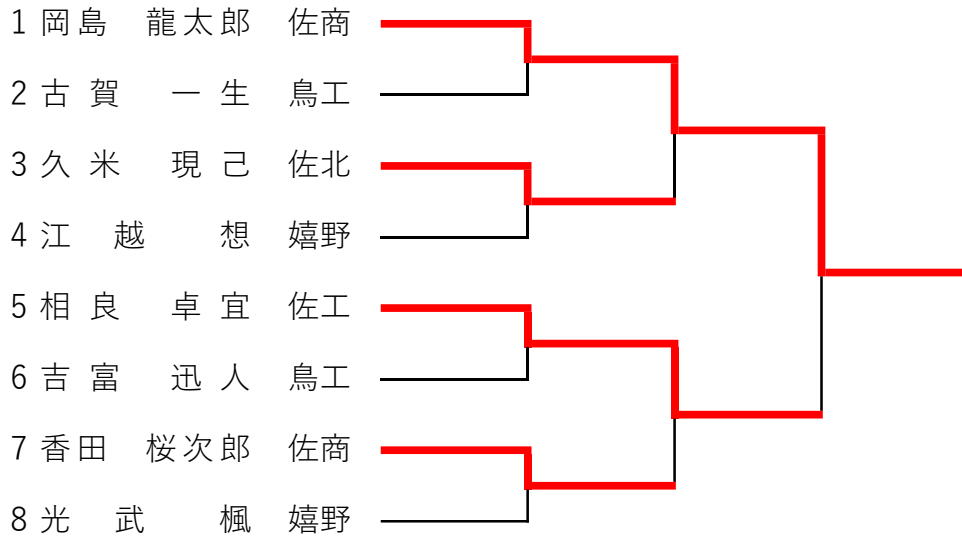 1 岡島 龍太郎 佐商
2 古賀 一生 鳥工
3 久米 現己 佐北
4 江越 想 嬉野
5 相良 卓宜 佐工
6 吉富 迅人 鳥工
7 香田 桜次郎 佐商
8 光武 楓 嬉野